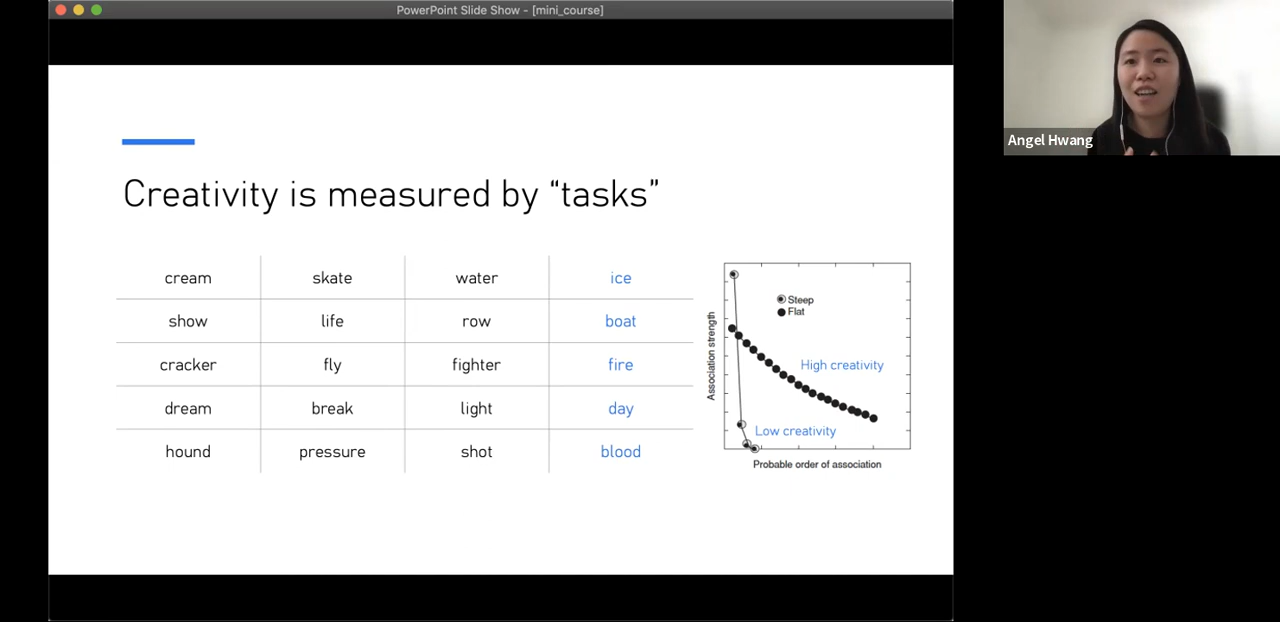 PowerPoint Slide Show - [mini_course]
Angel Hwang
Creativity is measured by “tasks”
cream skate water ice
show life row boat
cracker fly fighter fire
dream break light day
hound pressure shot blood
Association strength
Steep
Flat
High creativity
Low creativity
Probable order of association